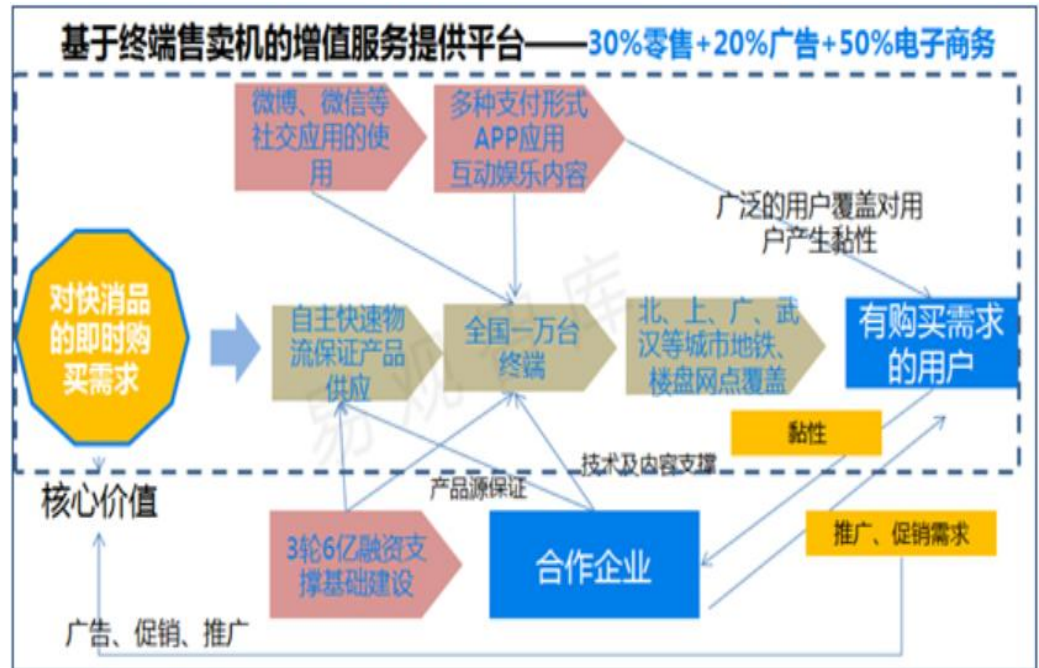 基于终端售卖机的增值服务提供平台——30%零售+20%广告+50%电子商务
微博、微信等
社交应用的使
用
多种支付形式
APP应用
互动娱乐内容
广泛的用户覆盖对用
户产生黏性
对快消品
的即时购
买需求
自主快速物
流保证产品
供应
全国一万台
终端
北、上、广、武
汉等城市地铁、
楼盘网点覆盖
有购买需求
的用户
易观智库
黏性
技术及内容支撑
产品源保证
核心价值
3轮6亿融资支
撑基础建设
合作企业
推广、促销需求
广告、促销、推广